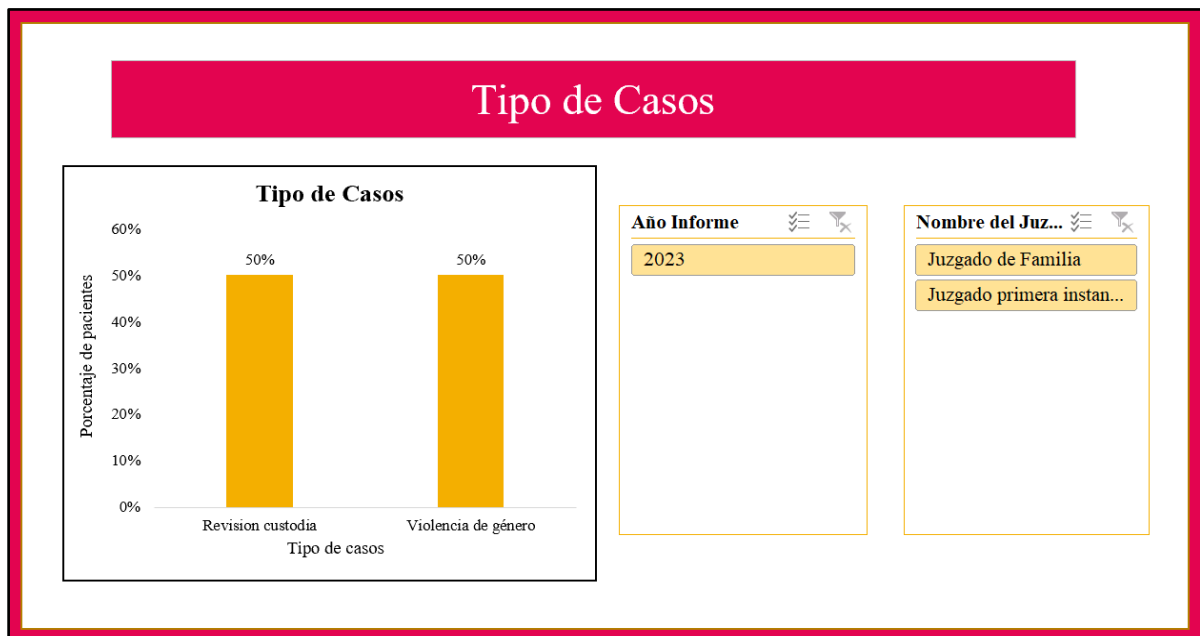 Tipo de Casos
Tipo de Casos
Porcentaje de pacientes
60%
50%
40%
30%
20%
10%
0%
50%
50%
Revision custodia
Violencia de género
Tipo de casos
Año Informe
2023
Nombre del Juz...
Juzgado de Familia
Juzgado primera instan...